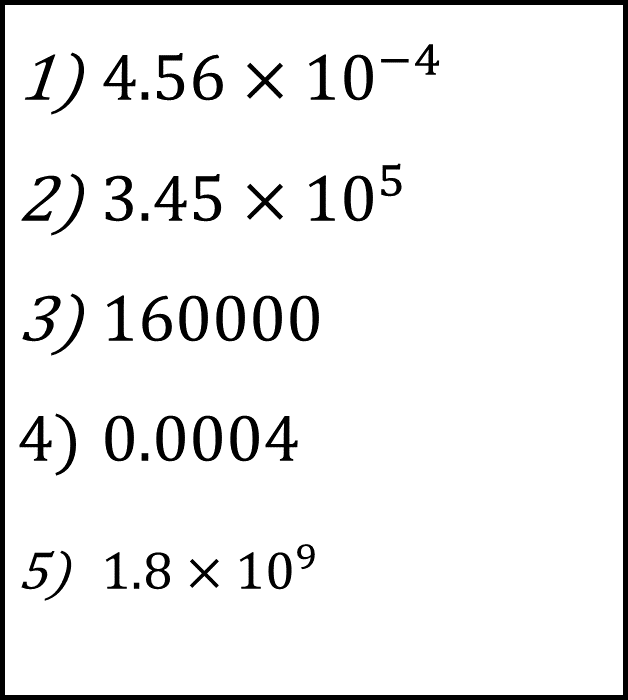 1) 4.56 × 10⁻⁴
2) 3.45 × 10⁵
3) 160000
4) 0.0004
5) 1.8 × 10⁹